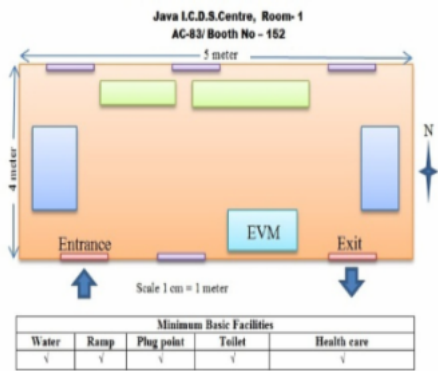 Java I.C.D.S.Centre, Room- 1
AC-83/ Booth No – 152
5 meter
4 meter
N
EVM
Entrance
Exit
Scale 1 cm = 1 meter
Minimum Basic Facilities
Water Ramp Plug point Toilet Health care
√ √ √ √ √